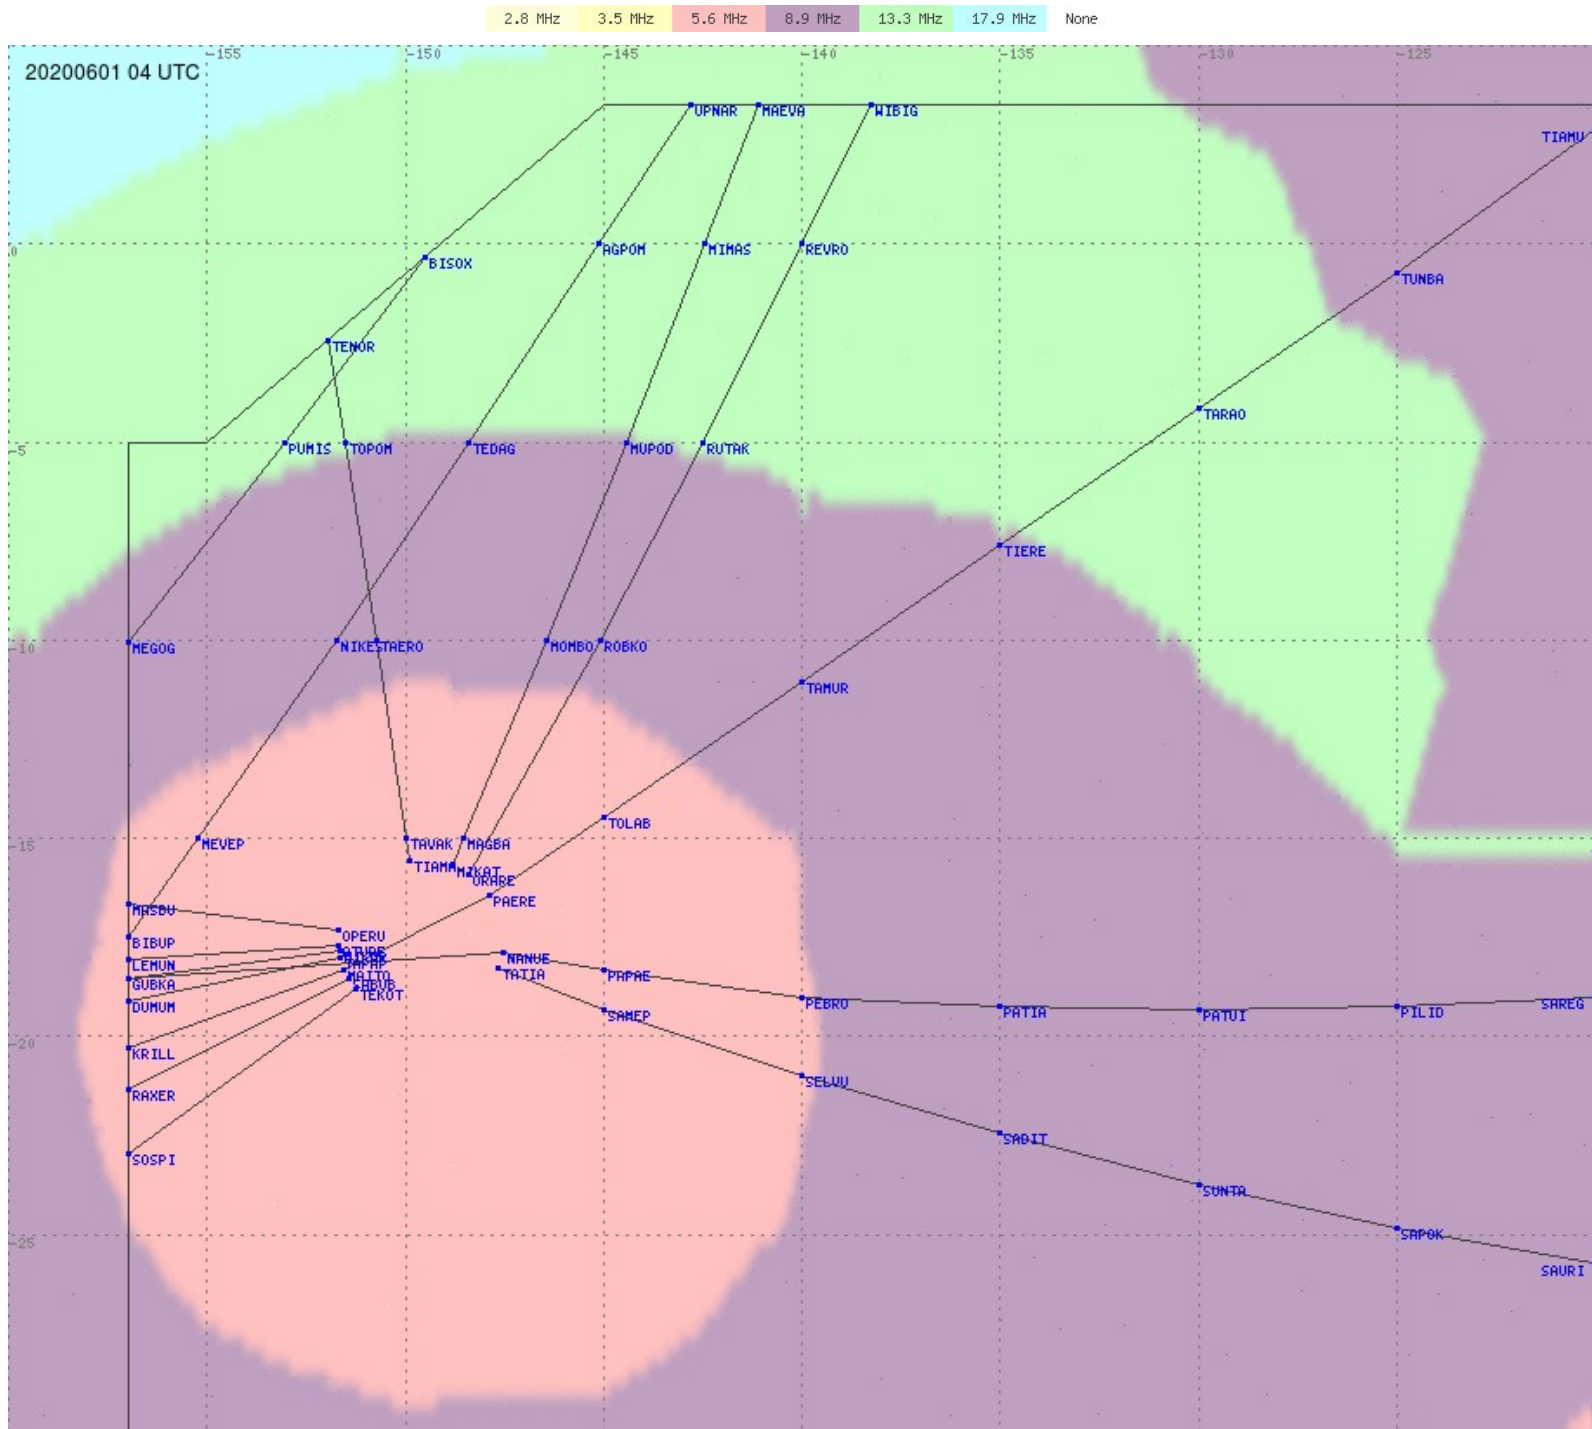 2.8 MHz 3.5 MHz 5.6 MHz 8.9 MHz 13.3 MHz 17.9 MHz None
-155 -150 -145 -140 -135 -130 -125
20200601 04 UTC
UPNAR MAEVA WIBIG
TIAMU
0 AGPOM MIMAS REVRO
BISOX
TUNBA
TENOR
TARAO
-5 PUMIS TOPOM TEDAG MUPOD RUTAK
TIERE
-10 MEGOG NIKES TAERO MOMBO ROBKO
TAMUR
TOLAB
-15 MEVEP TAVAK MAGBA
TIAMA MIKAT
ORARE
PAERE
MASBU
OPERU
BIBUP
NANUE
LEMUN
TATIA PAPAE
GUBKA
MAITO
TEKOT
DUMUM PEBRO PATIA PATUI PILID SAREG
SAMEP
-20
KRILL
SELVU
RAXER
SADIT
SOSPI
SUNTA
-25 SAPOK
SAURI